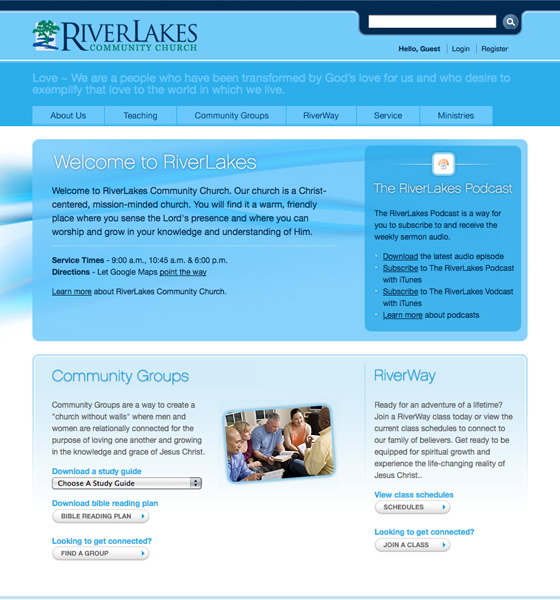 RIVERLAKES
COMMUNITY CHURCH
Hello, Guest Login Register
Love ~ We are a people who have been transformed by God's love for us and who desire to
exemplify that love to the world in which we live.
About Us Teaching Community Groups RiverWay Service Ministries
Welcome to RiverLakes
Welcome to RiverLakes Community Church. Our church is a Christ-
centered, mission-minded church. You will find it a warm, friendly
place where you sense the Lord's presence and where you can
worship and grow in your knowledge and understanding of Him.
Service Times - 9:00 a.m., 10:45 a.m. & 6:00 p.m.
Directions - Let Google Maps point the way
Learn more about RiverLakes Community Church.
The RiverLakes Podcast
The RiverLakes Podcast is a way for
you to subscribe to and receive the
weekly sermon audio.
Download the latest audio episode
Subscribe to The RiverLakes Podcast
with iTunes
Subscribe to The RiverLakes Vodcast
with iTunes
Learn more about podcasts
Community Groups
Community Groups are a way to create a
"church without walls" where men and
women are relationally connected for the
purpose of loving one another and growing
in the knowledge and grace of Jesus Christ.
Download a study guide
Choose A Study Guide
Download bible reading plan
BIBLE READING PLAN
Looking to get connected?
FIND A GROUP
RiverWay
Ready for an adventure of a lifetime?
Join a RiverWay class today or view the
current class schedules to connect to
our family of believers. Get ready to be
equipped for spiritual growth and
experience the life-changing reality of
Jesus Christ..
View class schedules
SCHEDULES
Looking to get connected?
JOIN A CLASS